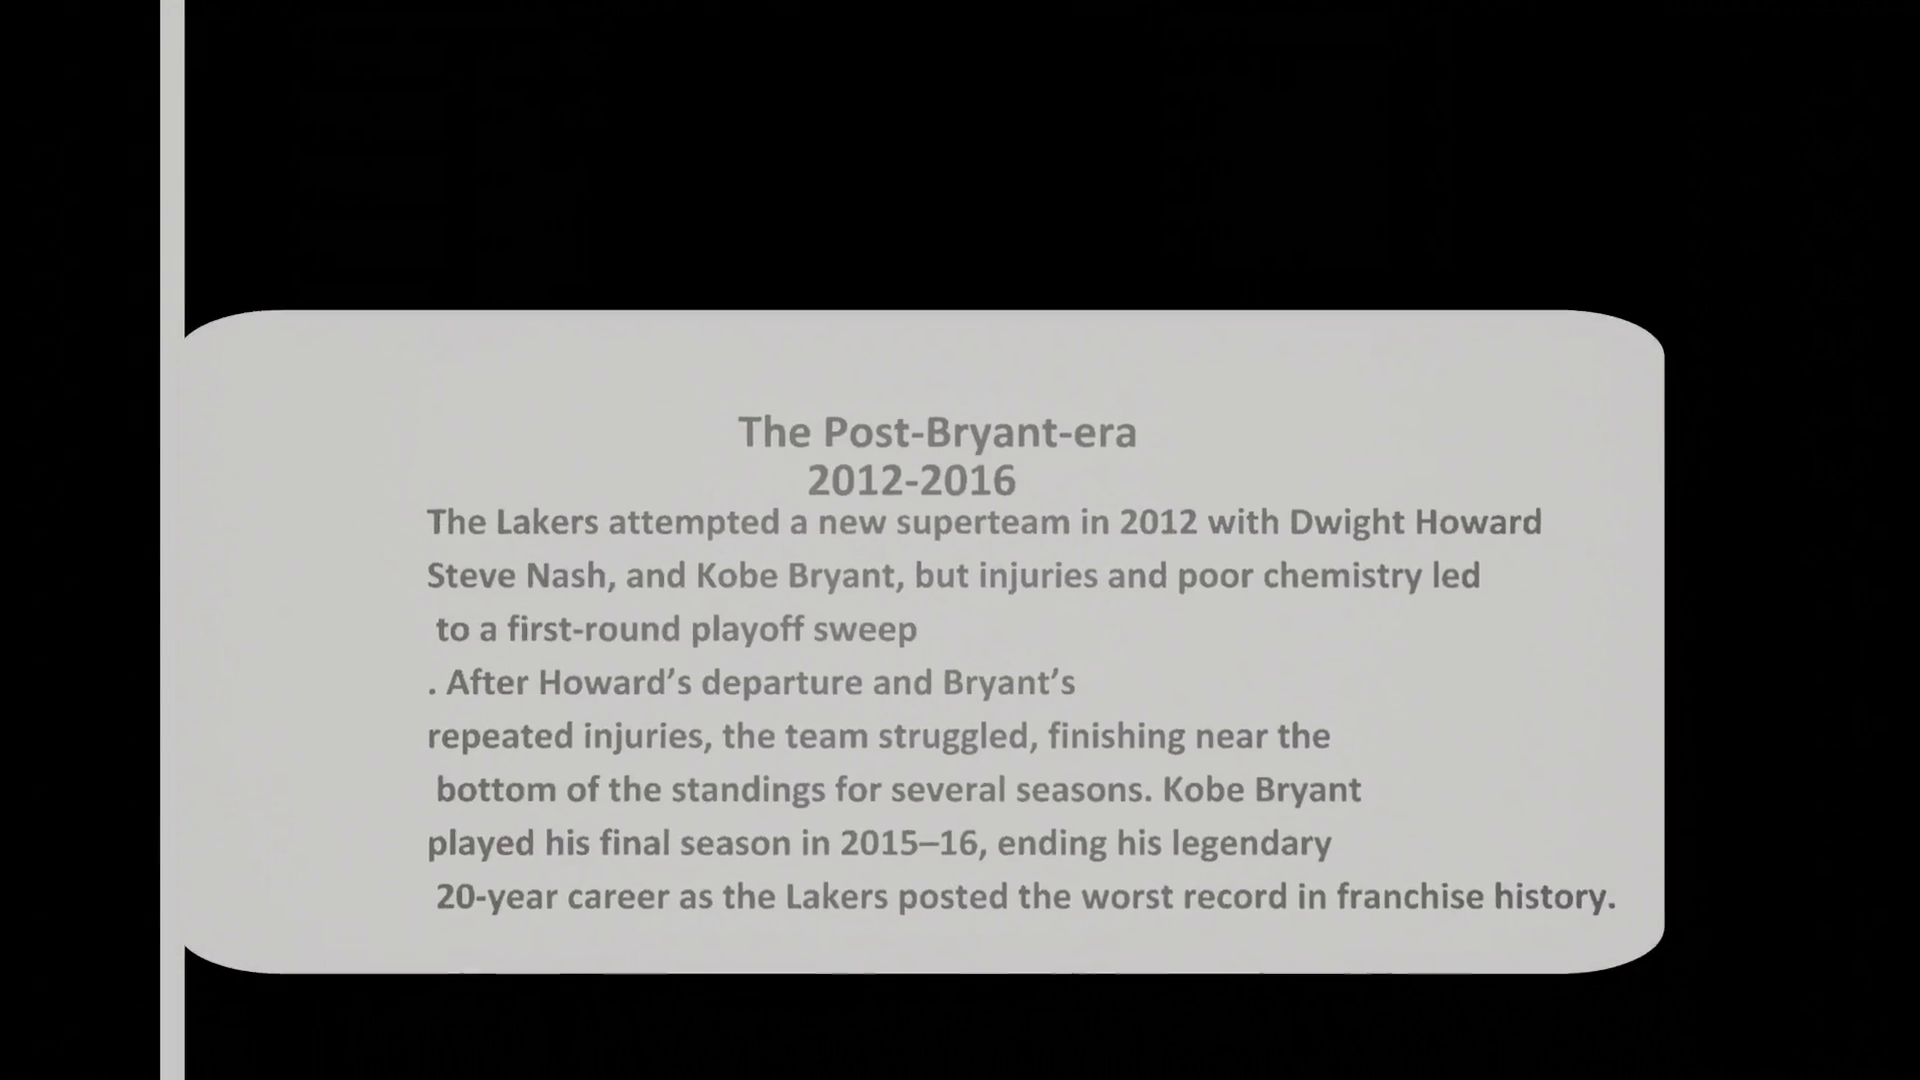 The Post-Bryant-era
2012-2016
The Lakers attempted a new superteam in 2012 with Dwight Howard
Steve Nash, and Kobe Bryant, but injuries and poor chemistry led
to a first-round playoff sweep
. After Howard’s departure and Bryant’s
repeated injuries, the team struggled, finishing near the
bottom of the standings for several seasons. Kobe Bryant
played his final season in 2015–16, ending his legendary
20-year career as the Lakers posted the worst record in franchise history.